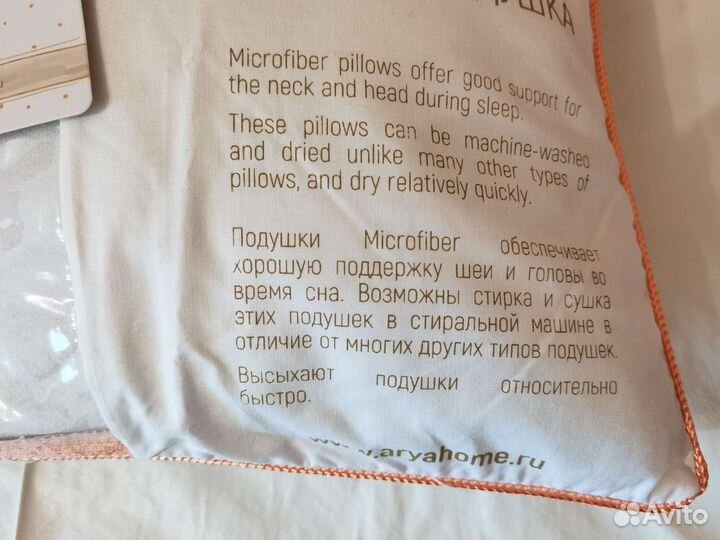 Microfiber pillows offer good support for
the neck and head during sleep.
These pillows can be machine-washed
and dried unlike many other types of
pillows, and dry relatively quickly.
Подушки Microfiber обеспечивает
хорошую поддержку шеи и головы во
время сна. Возможны стирка и сушка
этих подушек в стиральной машине в
отличие от многих других типов подушек.
Высыхают подушки относительно
быстро.
www.aryahome.ru
Avito